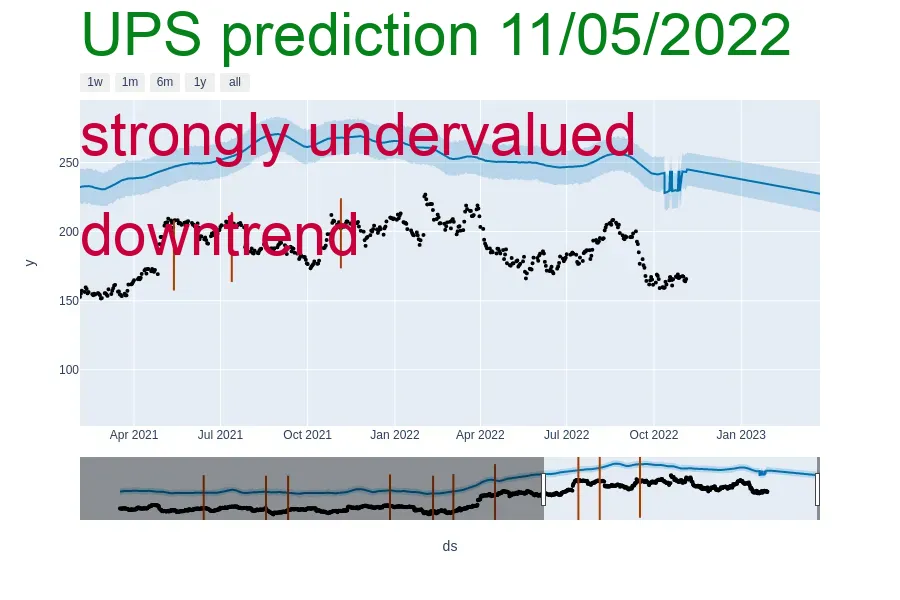 UPS prediction 11/05/2022
1w 1m 6m 1y all
strongly undervalued
downtrend
250
200
150
100
y
Apr 2021 Jul 2021 Oct 2021 Jan 2022 Apr 2022 Jul 2022 Oct 2022 Jan 2023
ds